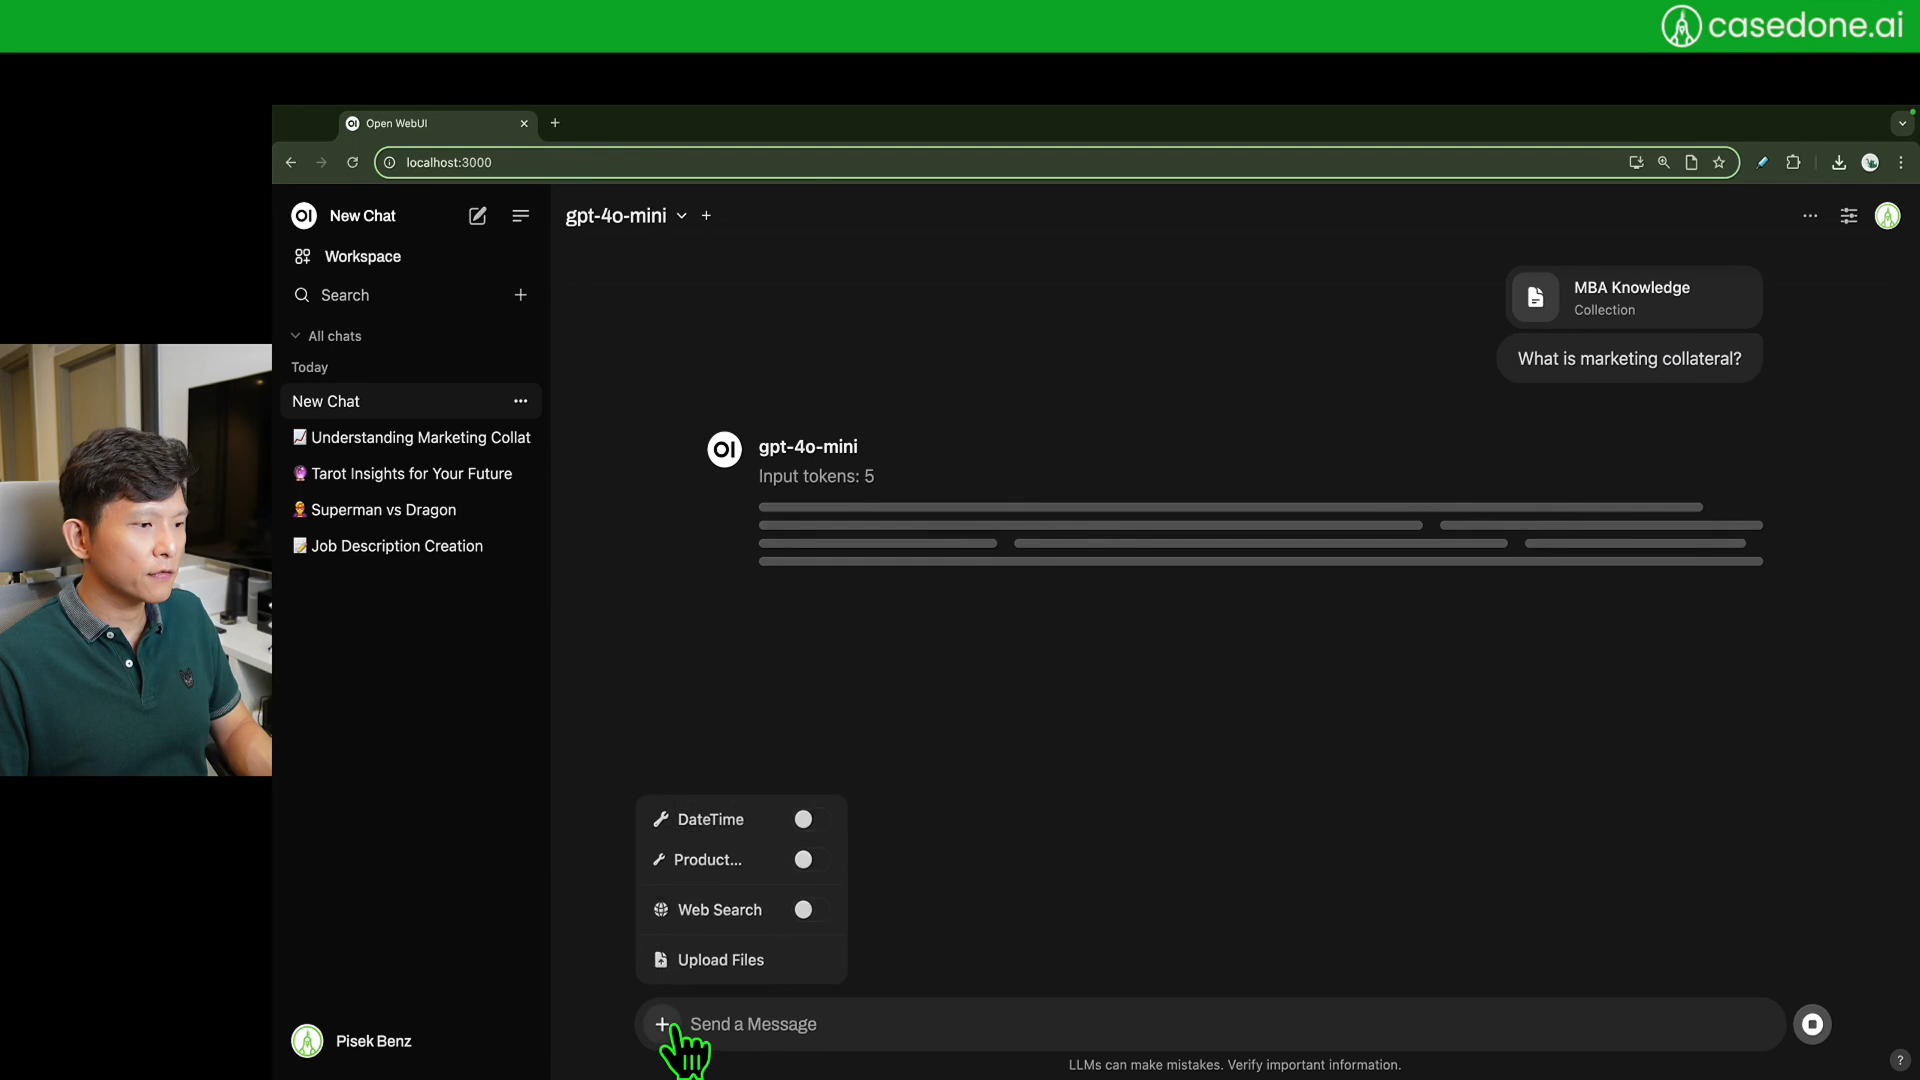 casedone.ai
Open WebUI
localhost:3000
OI New Chat
gpt-4o-mini
Workspace
Search
All chats
Today
New Chat
Understanding Marketing Collat
Tarot Insights for Your Future
Superman vs Dragon
Job Description Creation
MBA Knowledge
Collection
What is marketing collateral?
OI gpt-4o-mini
Input tokens: 5
DateTime
Product...
Web Search
Upload Files
Send a Message
Pisek Benz
LLMs can make mistakes. Verify important information.
?